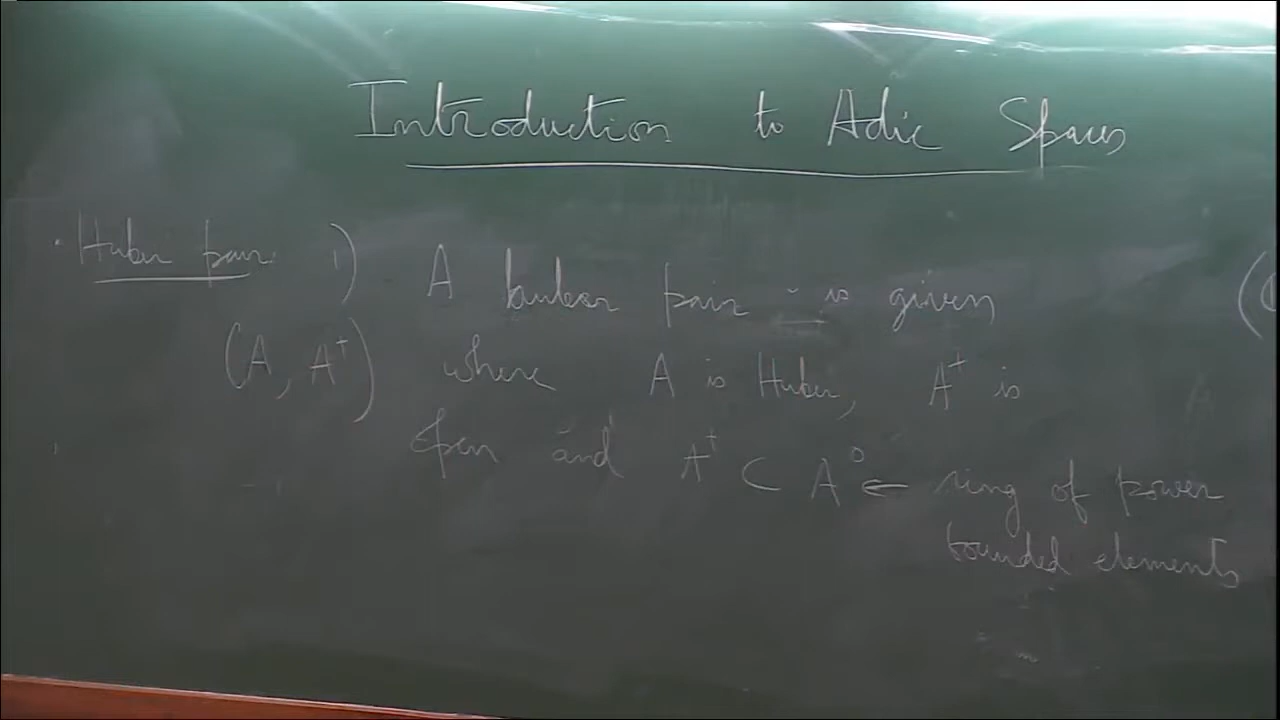 Introduction to Adic Spaces
· Huber pair 1) A huber pair is given
(A, A⁺) where A is Huber, A⁺ is
open and A⁺ ⊂ A⁰ ← ring of power
bounded elements